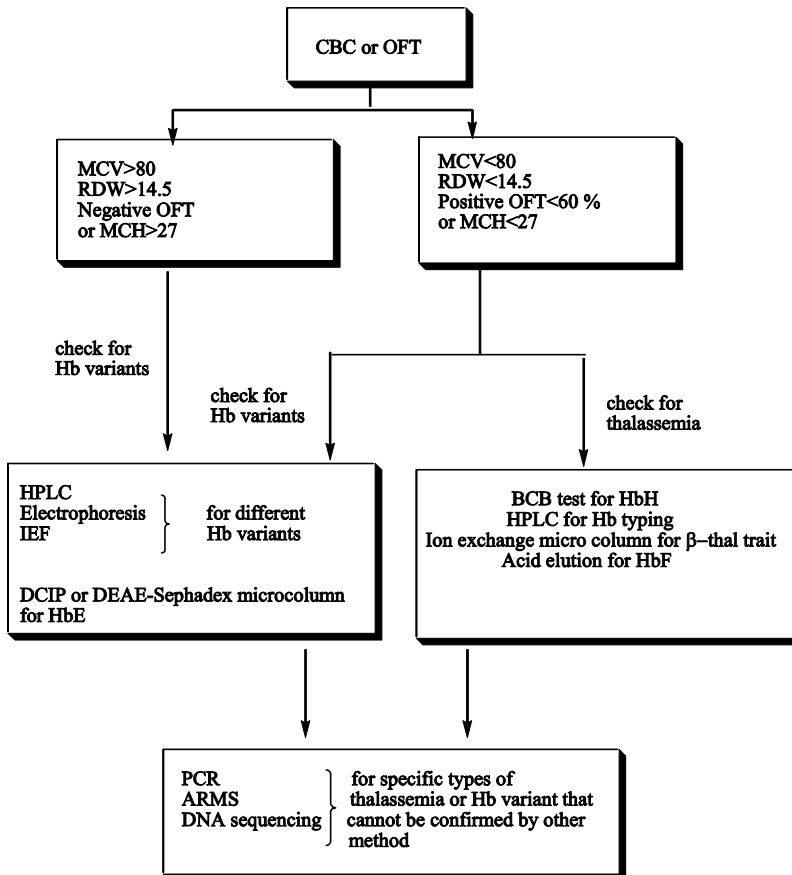 CBC or OFT
MCV>80
RDW>14.5
Negative OFT
or MCH>27
MCV<80
RDW<14.5
Positive OFT<60 %
or MCH<27
check for
Hb variants
check for
Hb variants
check for
thalassemia
HPLC
Electrophoresis
IEF
for different
Hb variants
DCIP or DEAE-Sephadex microcolumn
for HbE
BCB test for HbH
HPLC for Hb typing
Ion exchange micro column for β–thal trait
Acid elution for HbF
PCR
ARMS
DNA sequencing
for specific types of
thalassemia or Hb variant that
cannot be confirmed by other
method